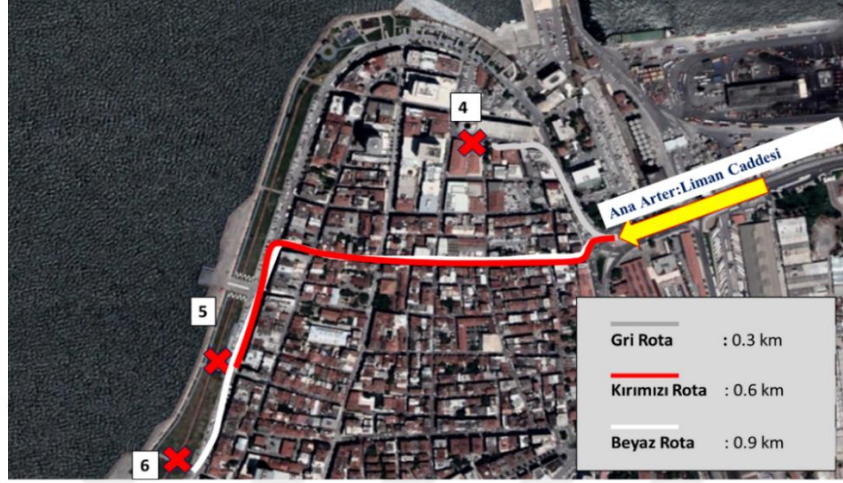 4
Ana Arter:Liman Caddesi
5
Gri Rota : 0.3 km
Kırımızı Rota : 0.6 km
Beyaz Rota : 0.9 km
6